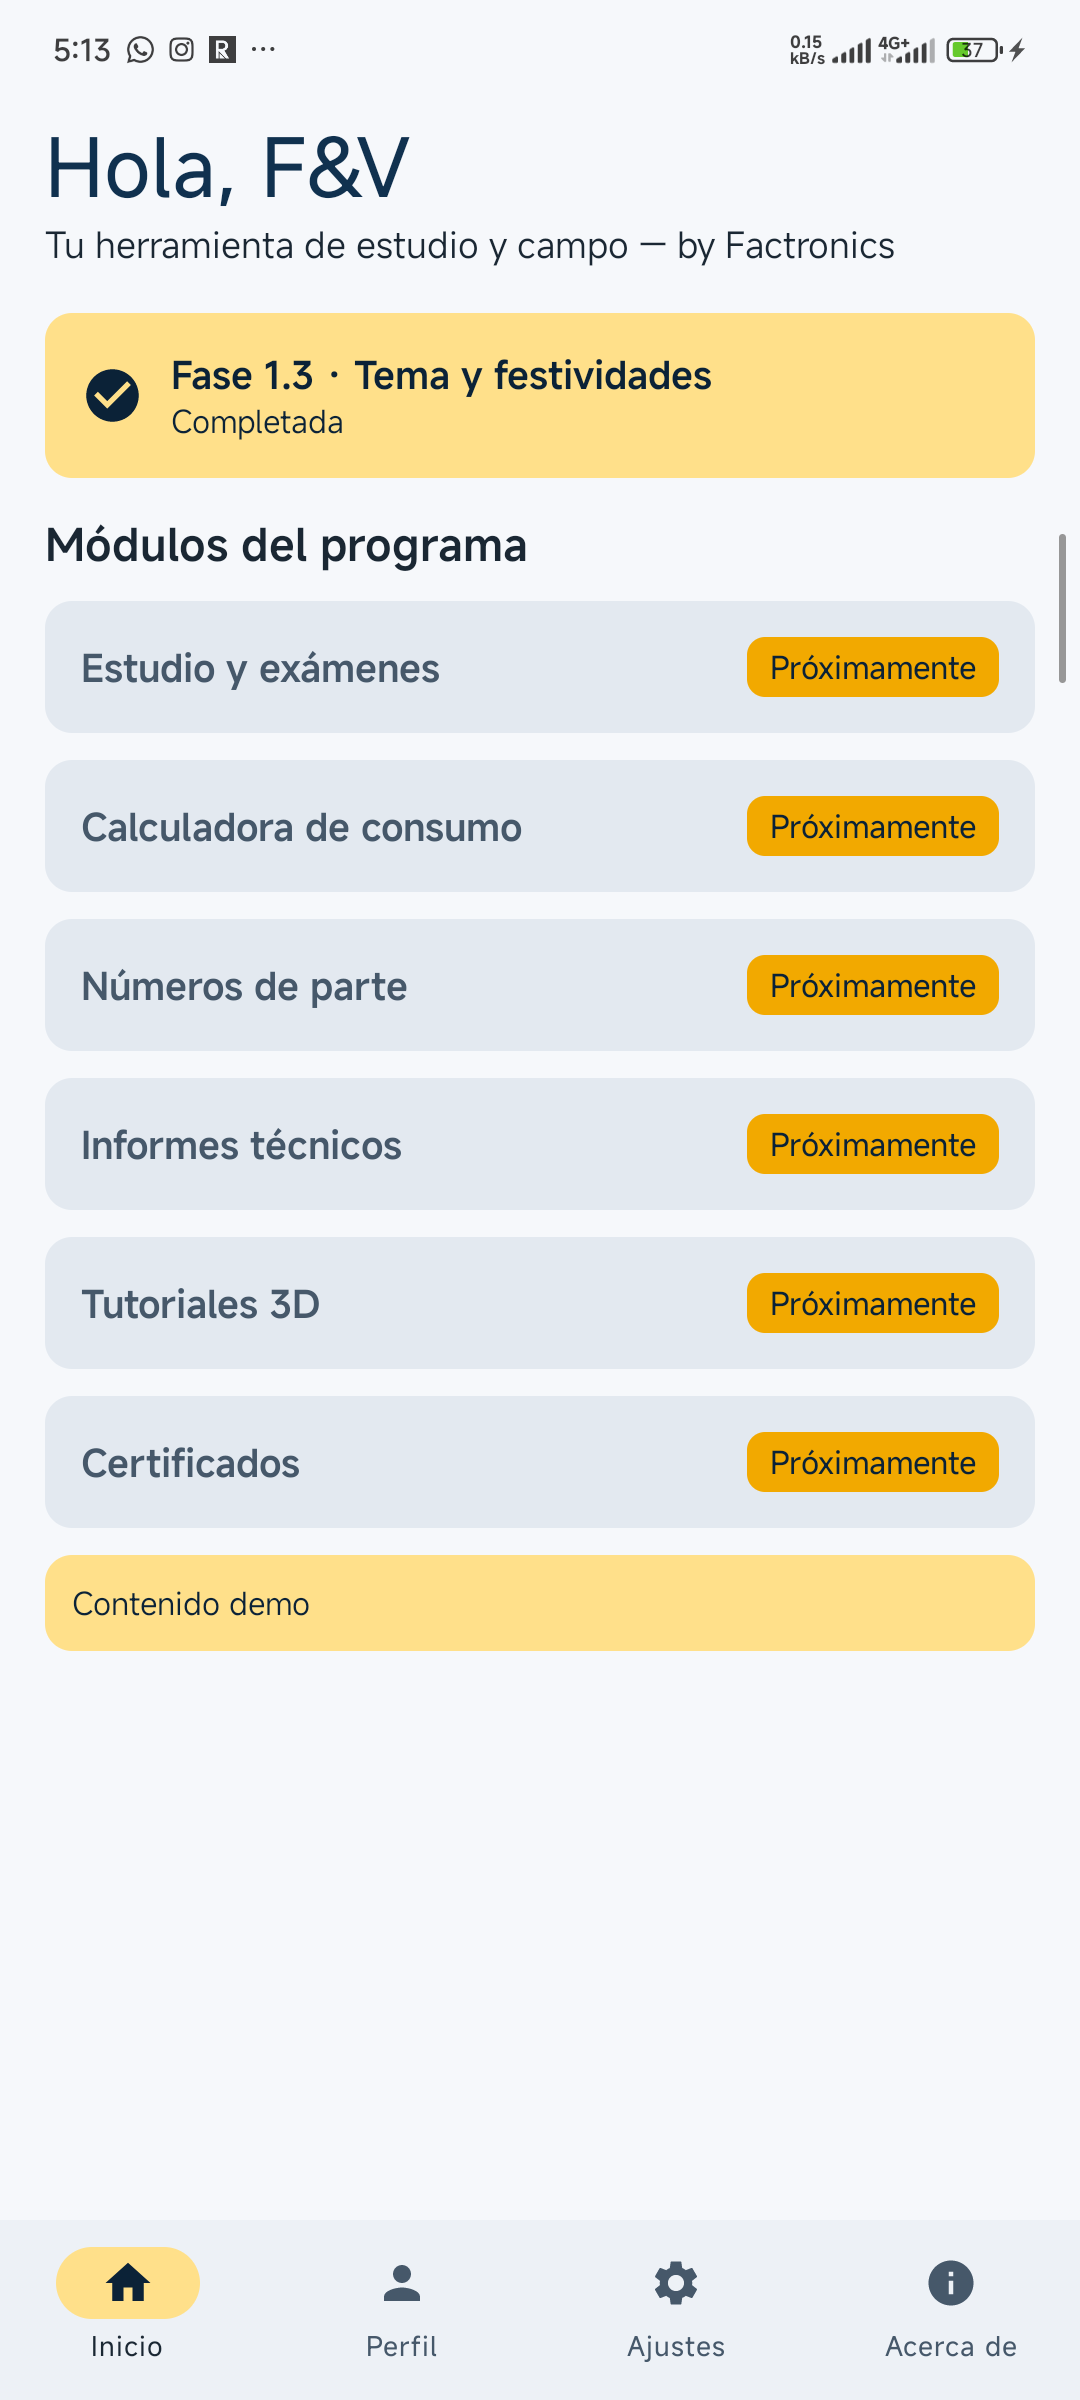 5:13
0.15
kB/s
4G+
37
Hola, F&V
Tu herramienta de estudio y campo — by Factronics
Fase 1.3 · Tema y festividades
Completada
Módulos del programa
Estudio y exámenes
Próximamente
Calculadora de consumo
Próximamente
Números de parte
Próximamente
Informes técnicos
Próximamente
Tutoriales 3D
Próximamente
Certificados
Próximamente
Contenido demo
Inicio
Perfil
Ajustes
Acerca de